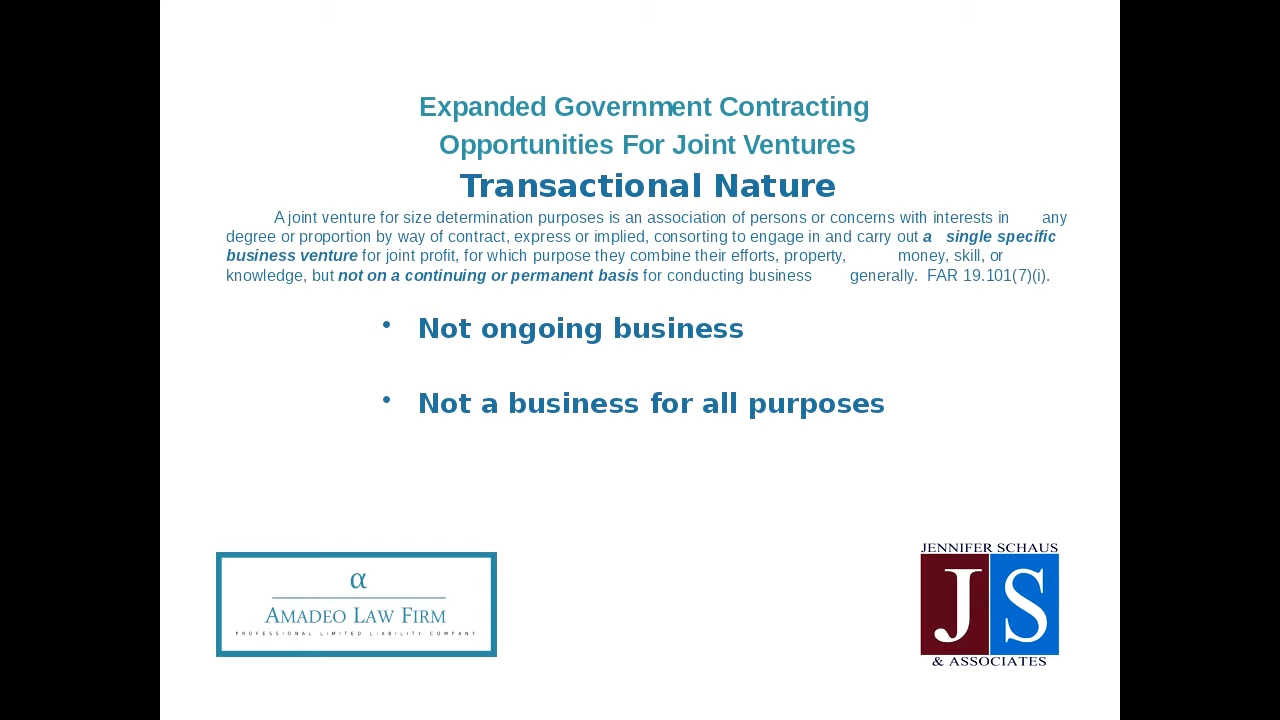 Expanded Government Contracting
Opportunities For Joint Ventures
Transactional Nature
A joint venture for size determination purposes is an association of persons or concerns with interests in any
degree or proportion by way of contract, express or implied, consorting to engage in and carry out a single specific
business venture for joint profit, for which purpose they combine their efforts, property, money, skill, or
knowledge, but not on a continuing or permanent basis for conducting business generally. FAR 19.101(7)(i).
• Not ongoing business
• Not a business for all purposes
α
AMADEO LAW FIRM
PROFESSIONAL LIMITED LIABILITY COMPANY
JENNIFER SCHAUS
JS
& ASSOCIATES